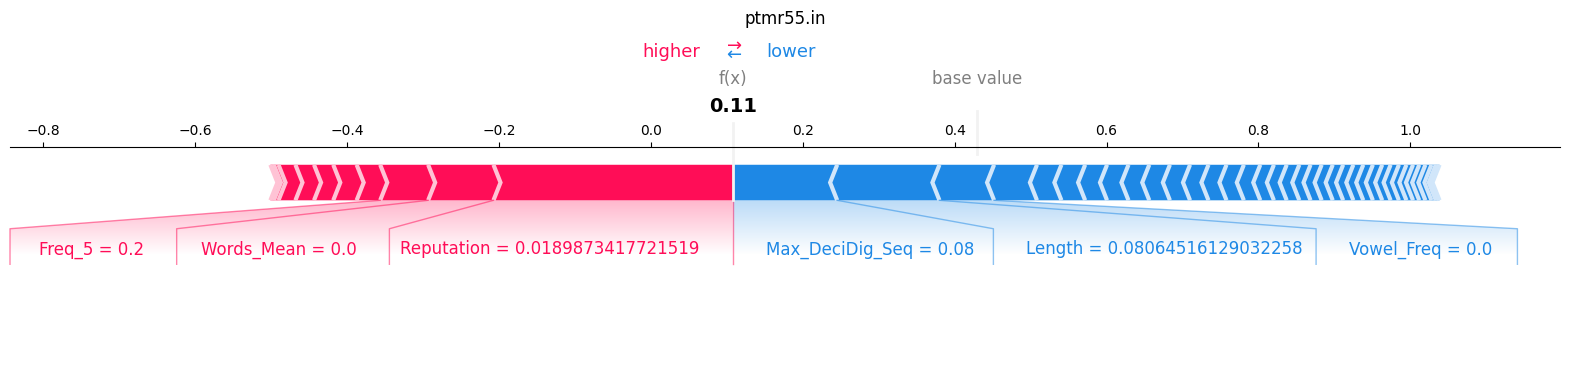 ptmr55.in
higher → lower
←
f(x) base value
0.11
−0.8 −0.6 −0.4 −0.2 0.0 0.2 0.4 0.6 0.8 1.0
Freq_5 = 0.2 Words_Mean = 0.0 Reputation = 0.0189873417721519 Max_DeciDig_Seq = 0.08 Length = 0.08064516129032258 Vowel_Freq = 0.0